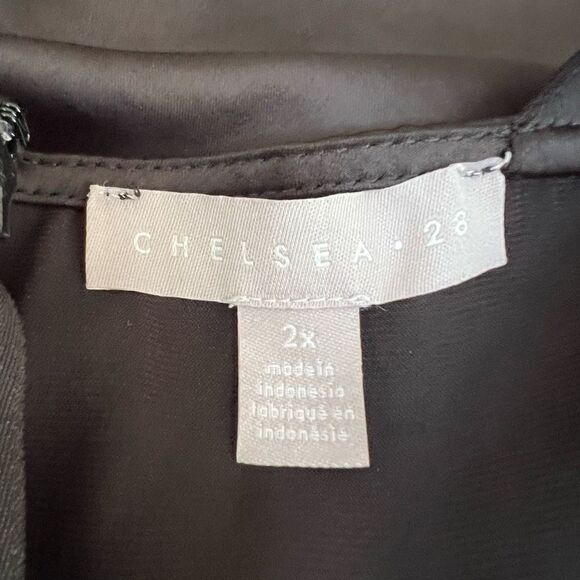 CHELSEA · 28
2x
made in
indonesia
fabriqué en
indonésie